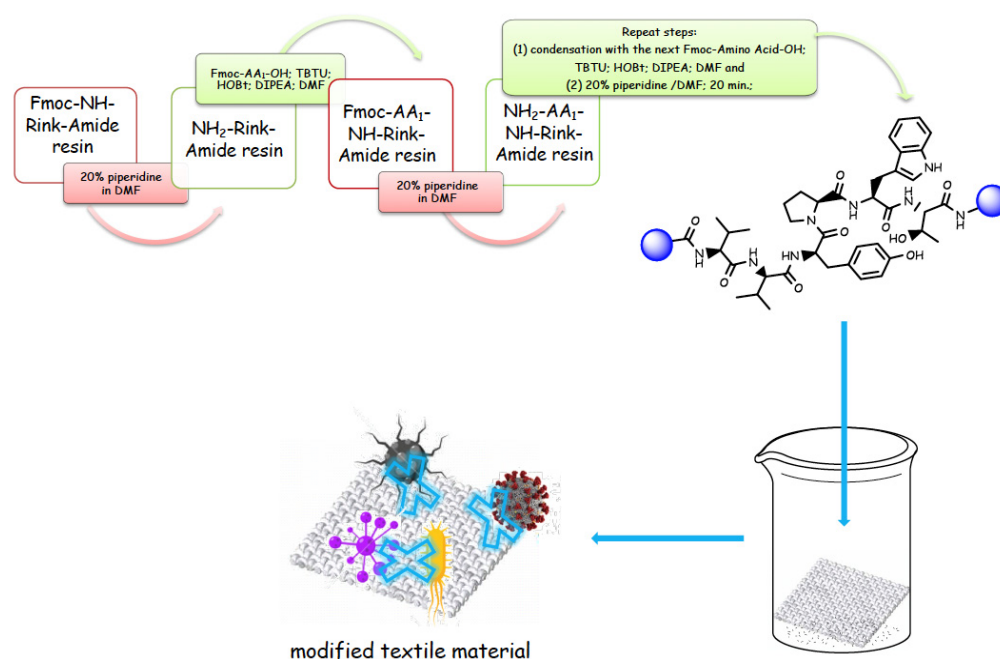 Fmoc-NH-
Rink-Amide
resin
20% piperidine
in DMF
Fmoc-AA₁-OH; TBTU;
HOBt; DIPEA; DMF
NH₂-Rink-
Amide resin
Fmoc-AA₁-
NH-Rink-
Amide resin
20% piperidine
in DMF
NH₂-AA₁-
NH-Rink-
Amide resin
Repeat steps:
(1) condensation with the next Fmoc-Amino Acid-OH;
TBTU; HOBt; DIPEA; DMF and
(2) 20% piperidine /DMF; 20 min.;
NH
O
O
N
H
N
O
H
N
O
N
H
HO
O
O
N
H
O
H
N
O
H
N
O
OH
modified textile material